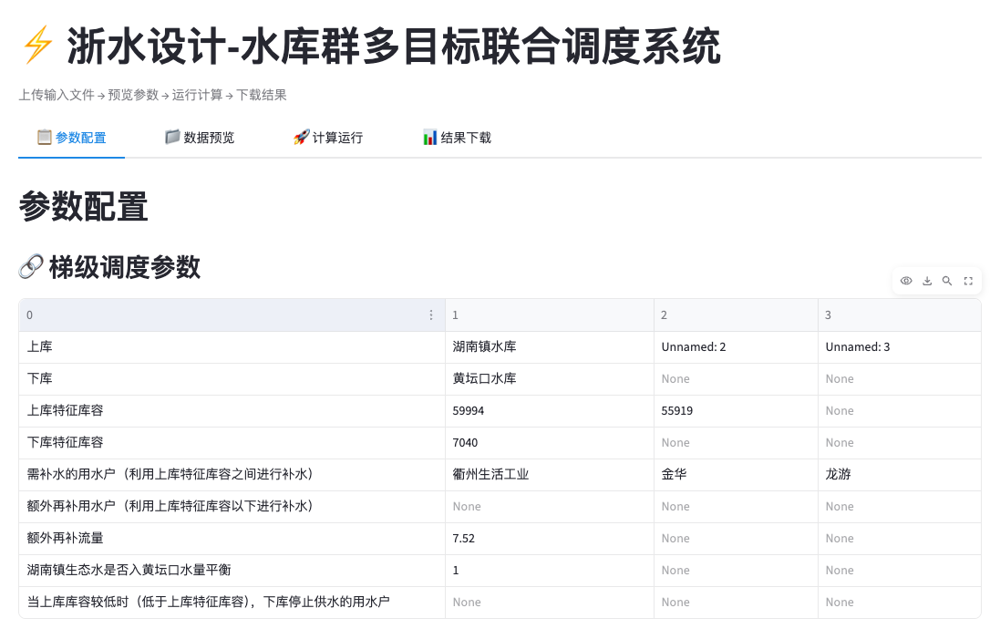 ⚡ 浙水设计-水库群多目标联合调度系统
上传输入文件 → 预览参数 → 运行计算 → 下载结果
📋 参数配置 📁 数据预览 🚀 计算运行 📊 结果下载
参数配置
🔗 梯级调度参数
0 1 2 3
上库 湖南镇水库 Unnamed: 2 Unnamed: 3
下库 黄坛口水库 None None
上库特征库容 59994 55919 None
下库特征库容 7040 None None
需补水的用水户（利用上库特征库容之间进行补水） 衢州生活工业 金华 龙游
额外再补用水户（利用上库特征库容以下进行补水） None None None
额外再补流量 7.52 None None
湖南镇生态水是否入黄坛口水量平衡 1 None None
当上库库容较低时（低于上库特征库容），下库停止供水的用水户 None None None